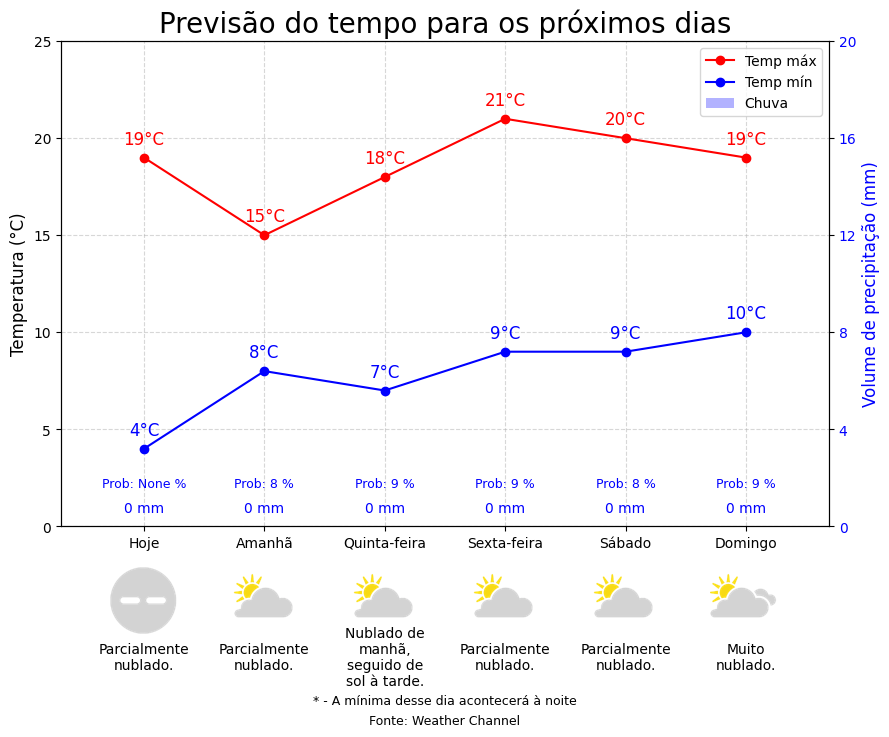 Previsão do tempo para os próximos dias
25
20
15
10
5
0
Temperatura (°C)
20
16
12
8
4
0
Volume de precipitação (mm)
Temp máx
Temp mín
Chuva
19°C
15°C
18°C
21°C
20°C
19°C
4°C
8°C
7°C
9°C
9°C
10°C
Prob: None %
Prob: 8 %
Prob: 9 %
Prob: 9 %
Prob: 8 %
Prob: 9 %
0 mm
0 mm
0 mm
0 mm
0 mm
0 mm
Hoje
Amanhã
Quinta-feira
Sexta-feira
Sábado
Domingo
Parcialmente
nublado.
Parcialmente
nublado.
Nublado de
manhã,
seguido de
sol à tarde.
Parcialmente
nublado.
Parcialmente
nublado.
Muito
nublado.
* - A mínima desse dia acontecerá à noite
Fonte: Weather Channel